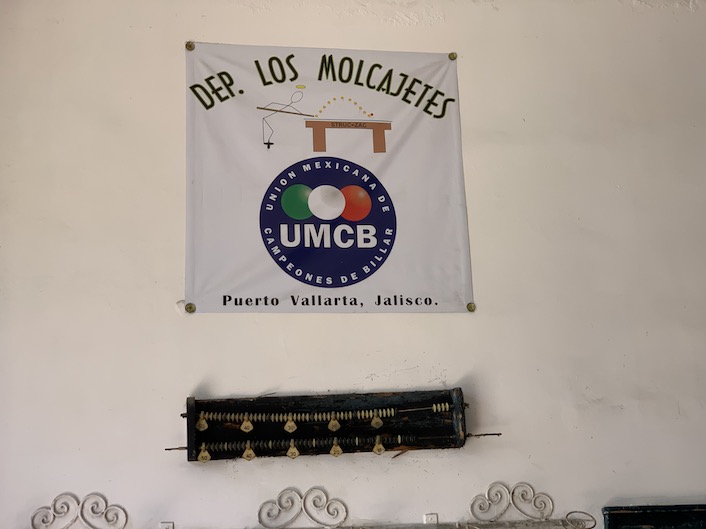 DEP. LOS MOLCAJETES
UNION MEXICANA DE
UMCB
CAMPEONES DE BILLAR
Puerto Vallarta, Jalisco.